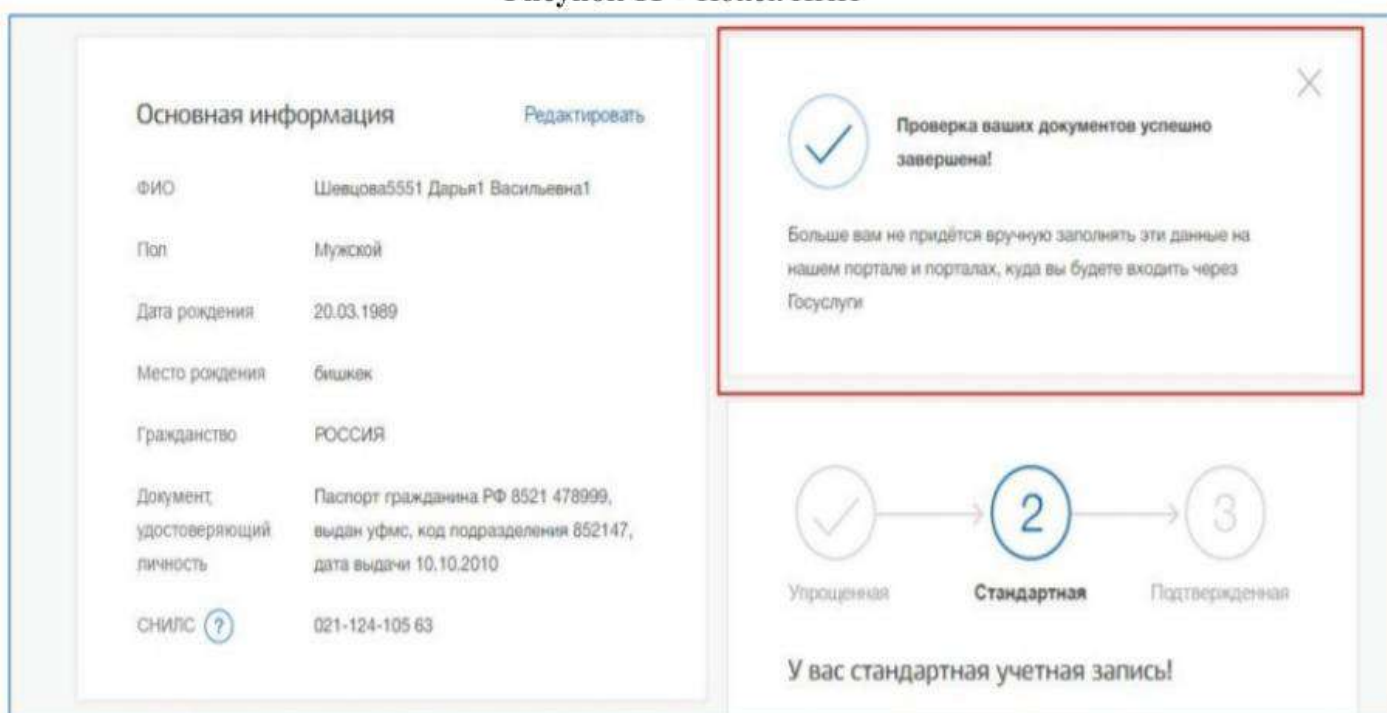 Основная информация
Редактировать
ФИО
Шевцова5551 Дарья1 Васильевна1
Пол
Мужской
Дата рождения
20.03.1989
Место рождения
бишкек
Гражданство
РОССИЯ
Документ,
удостоверяющий
личность
Паспорт гражданина РФ 8521 478999,
выдан уфмс, код подразделения 852147,
дата выдачи 10.10.2010
СНИЛС ?
021-124-105 63
Проверка ваших документов успешно
завершена!
Больше вам не придётся вручную заполнять эти данные на
нашем портале и порталах, куда вы будете входить через
Госуслуги
2
3
Упрощенная
Стандартная
Подтвержденная
У вас стандартная учетная запись!